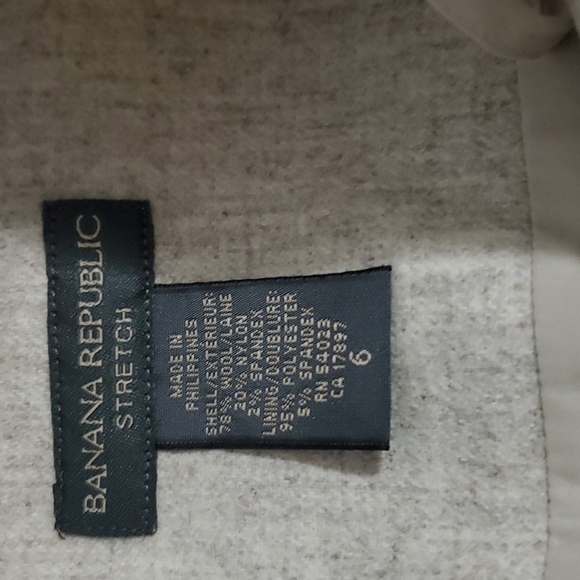 BANANA REPUBLIC
STRETCH
MADE IN
PHILIPPINES
SHELL/EXTÉRIEUR:
78% WOOL/LAINE
20% NYLON
2% SPANDEX
LINING/DOUBLURE:
95% POLYESTER
5% SPANDEX
RN 54023
CA 17897
6